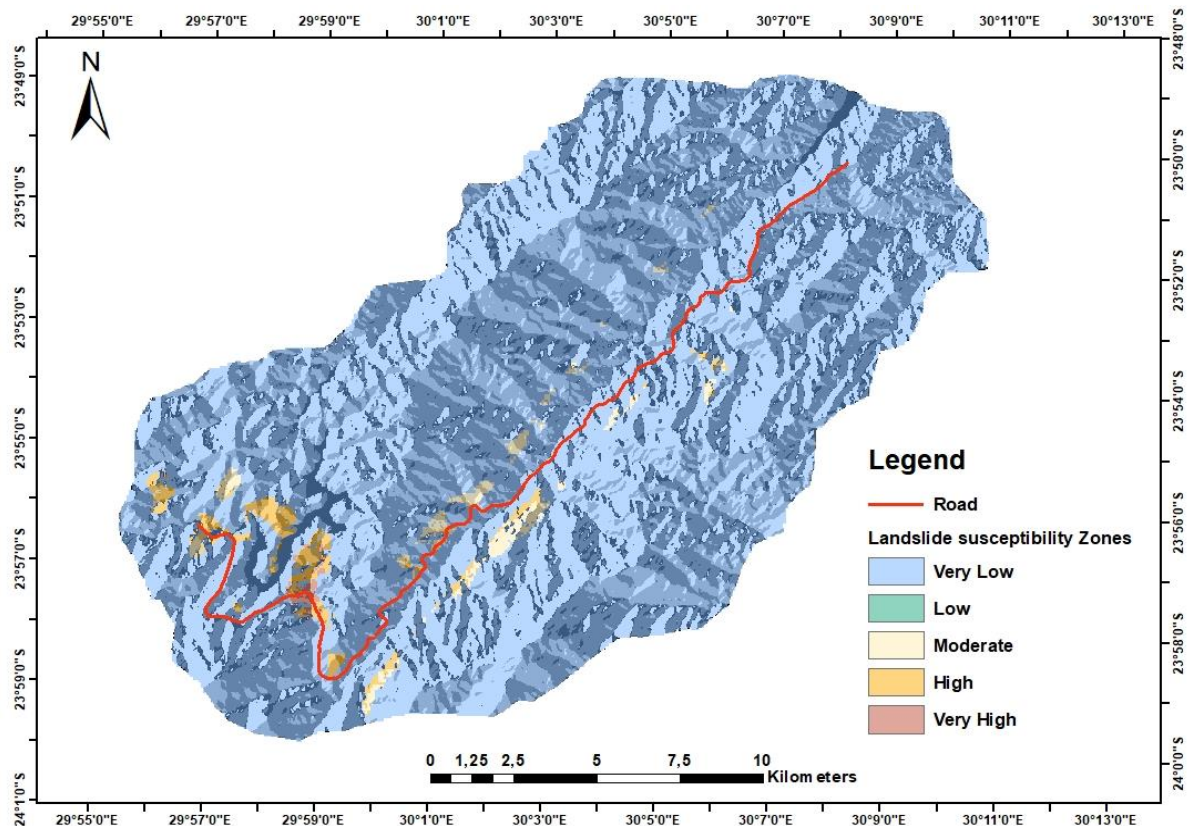 29°55'0"E 29°57'0"E 29°59'0"E 30°1'0"E 30°3'0"E 30°5'0"E 30°7'0"E 30°9'0"E 30°11'0"E 30°13'0"E
N
23°49'0"S
23°51'0"S
23°53'0"S
23°55'0"S
23°57'0"S
23°59'0"S
24°1'0"S
23°48'0"S
23°50'0"S
23°52'0"S
23°54'0"S
23°56'0"S
23°58'0"S
24°0'0"S
Legend
Road
Landslide susceptibility Zones
Very Low
Low
Moderate
High
Very High
0 1,25 2,5 5 7,5 10
Kilometers
29°55'0"E 29°57'0"E 29°59'0"E 30°1'0"E 30°3'0"E 30°5'0"E 30°7'0"E 30°9'0"E 30°11'0"E 30°13'0"E